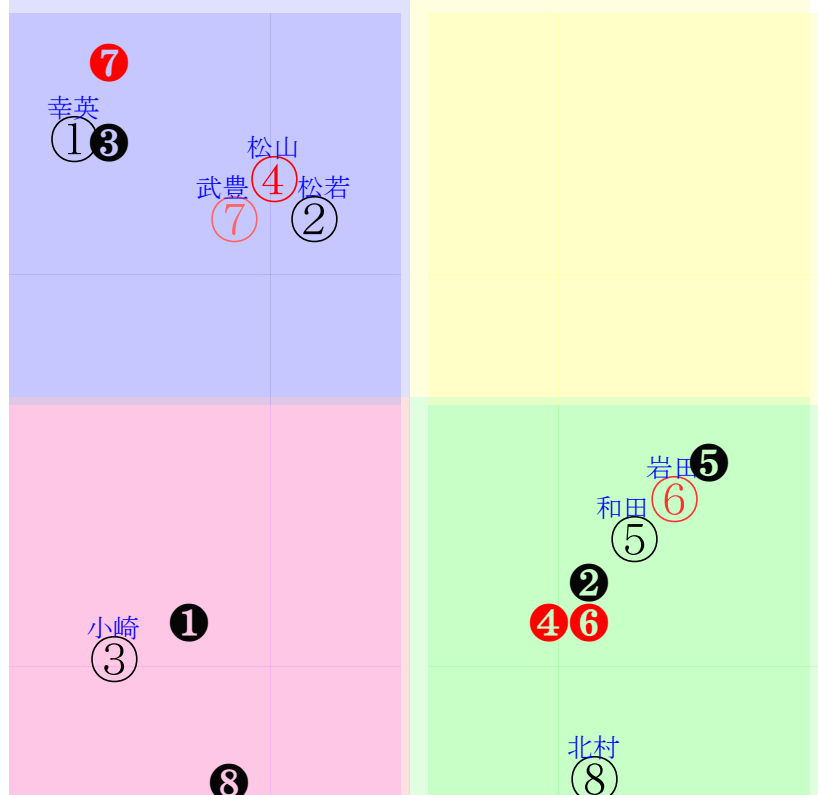 ❼
幸英
①❸
松山
④
武豊 松若
⑦ ②
岩田❺
⑥
和田
⑤
❷
❹❻
❶
小崎
③
北村
⑧
❽